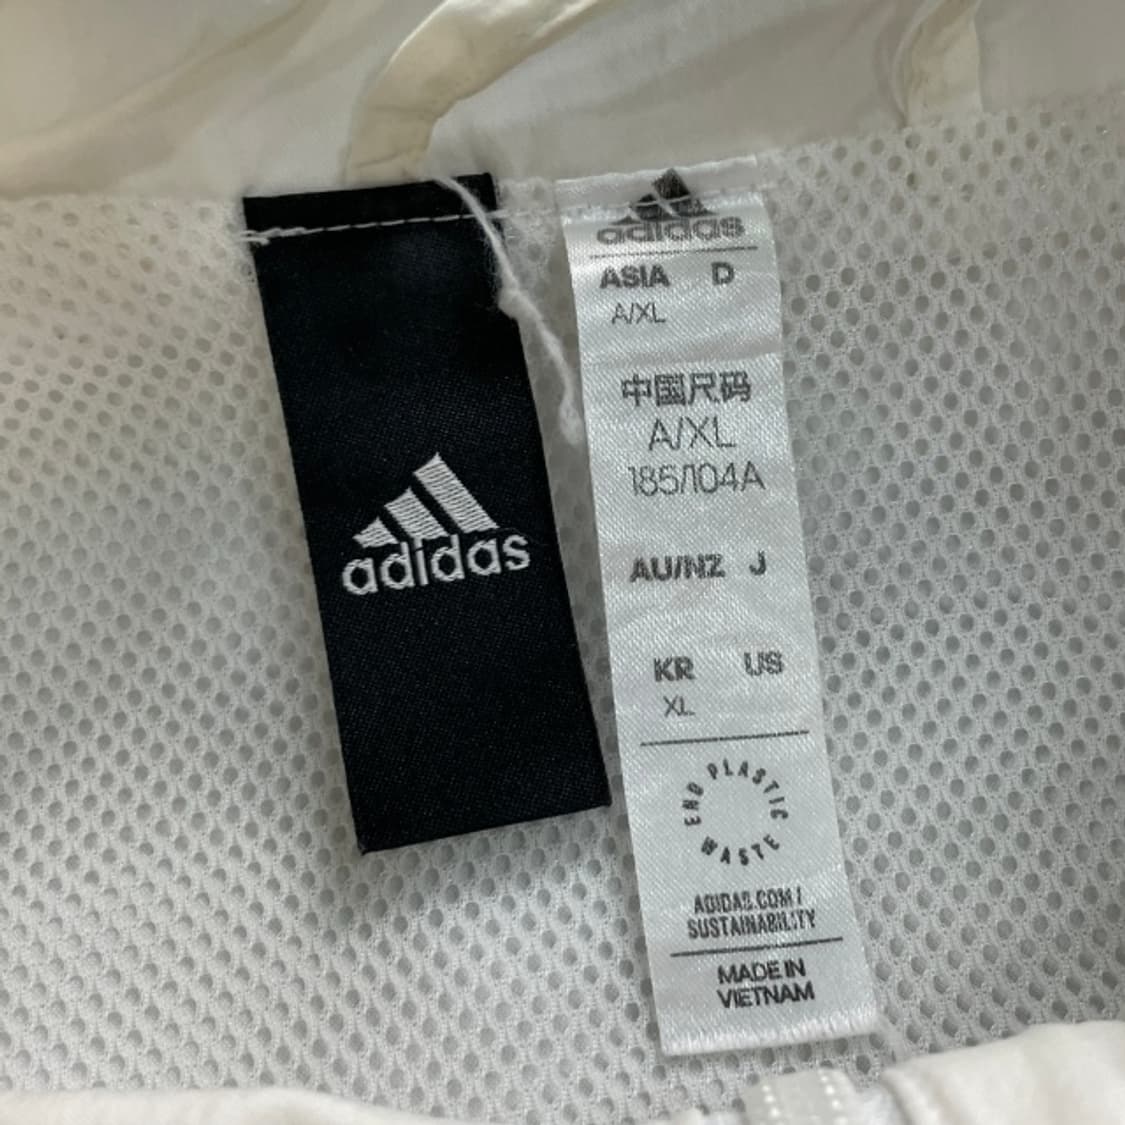 adidas
adidas
ASIA D
A/XL
中国尺码
A/XL
185/104A
AU/NZ J
KR US
XL
END PLASTIC WASTE
ADIDAS.COM/
SUSTAINABILITY
MADE IN
VIETNAM